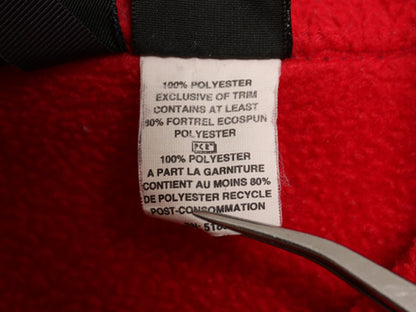 100% POLYESTER
EXCLUSIVE OF TRIM
CONTAINS AT LEAST
80% FORTREL ECOSPUN
POLYESTER
PCR
100% POLYESTER
A PART LA GARNITURE
CONTIENT AU MOINS 80%
DE POLYESTER RECYCLE
POST-CONSOMMATION